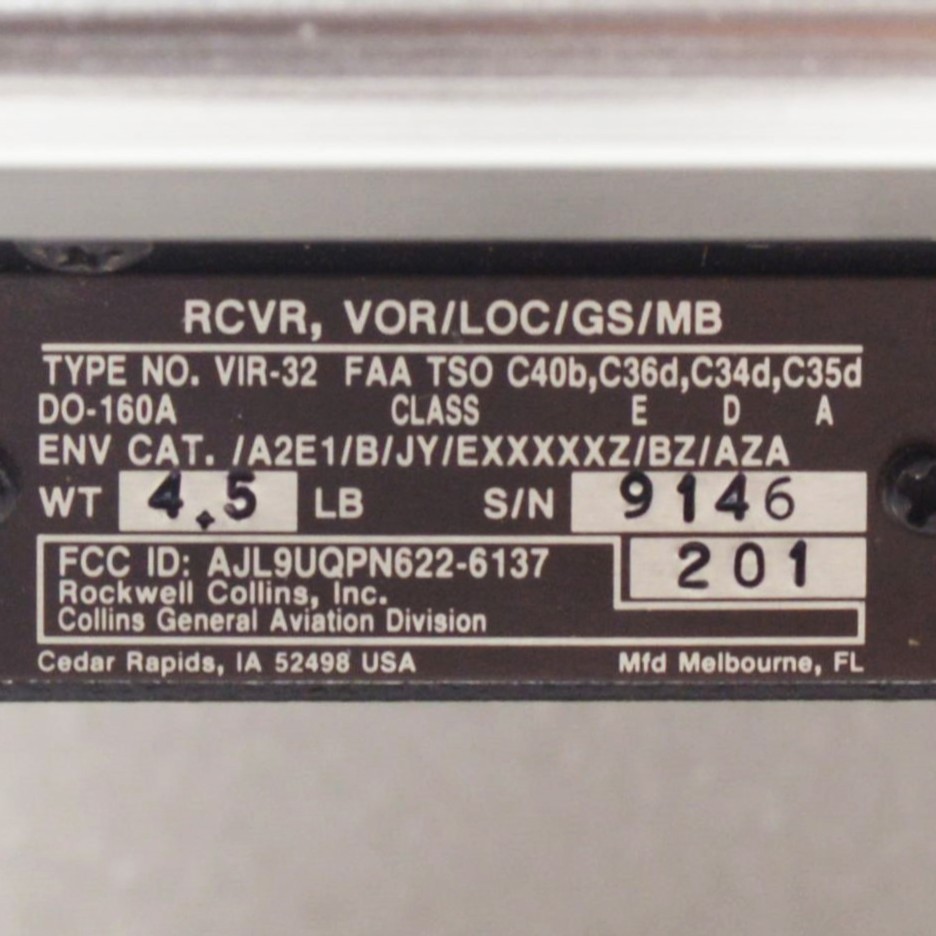 RCVR, VOR/LOC/GS/MB
TYPE NO. VIR-32 FAA TSO C40b,C36d,C34d,C35d
DO-160A CLASS E D A
ENV CAT. /A2E1/B/JY/EXXXXXZ/BZ/AZA
WT 4.5 LB S/N 9146
FCC ID: AJL9UQPN622-6137 201
Rockwell Collins, Inc.
Collins General Aviation Division
Cedar Rapids, IA 52498 USA Mfd Melbourne, FL